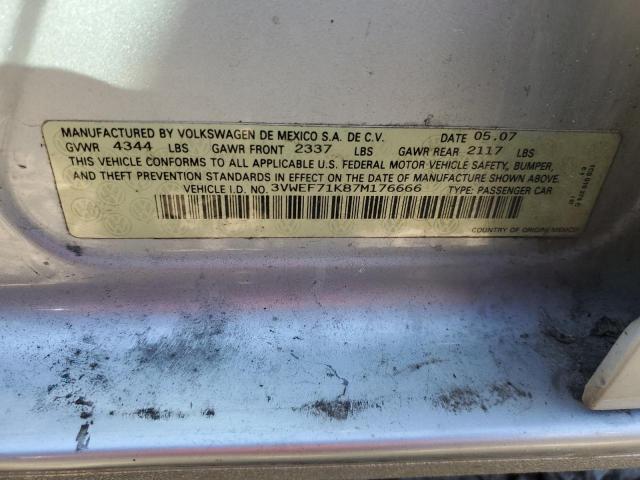 MANUFACTURED BY VOLKSWAGEN DE MEXICO S.A. DE C.V. DATE 05.07
GVWR 4344 LBS GAWR FRONT 2337 LBS GAWR REAR 2117 LBS
THIS VEHICLE CONFORMS TO ALL APPLICABLE U.S. FEDERAL MOTOR VEHICLE SAFETY, BUMPER,
AND THEFT PREVENTION STANDARDS IN EFFECT ON THE DATE OF MANUFACTURE SHOWN ABOVE.
VEHICLE I.D. NO. 3VWEF71K87M176666 TYPE: PASSENGER CAR
COUNTRY OF ORIGIN MEXICO